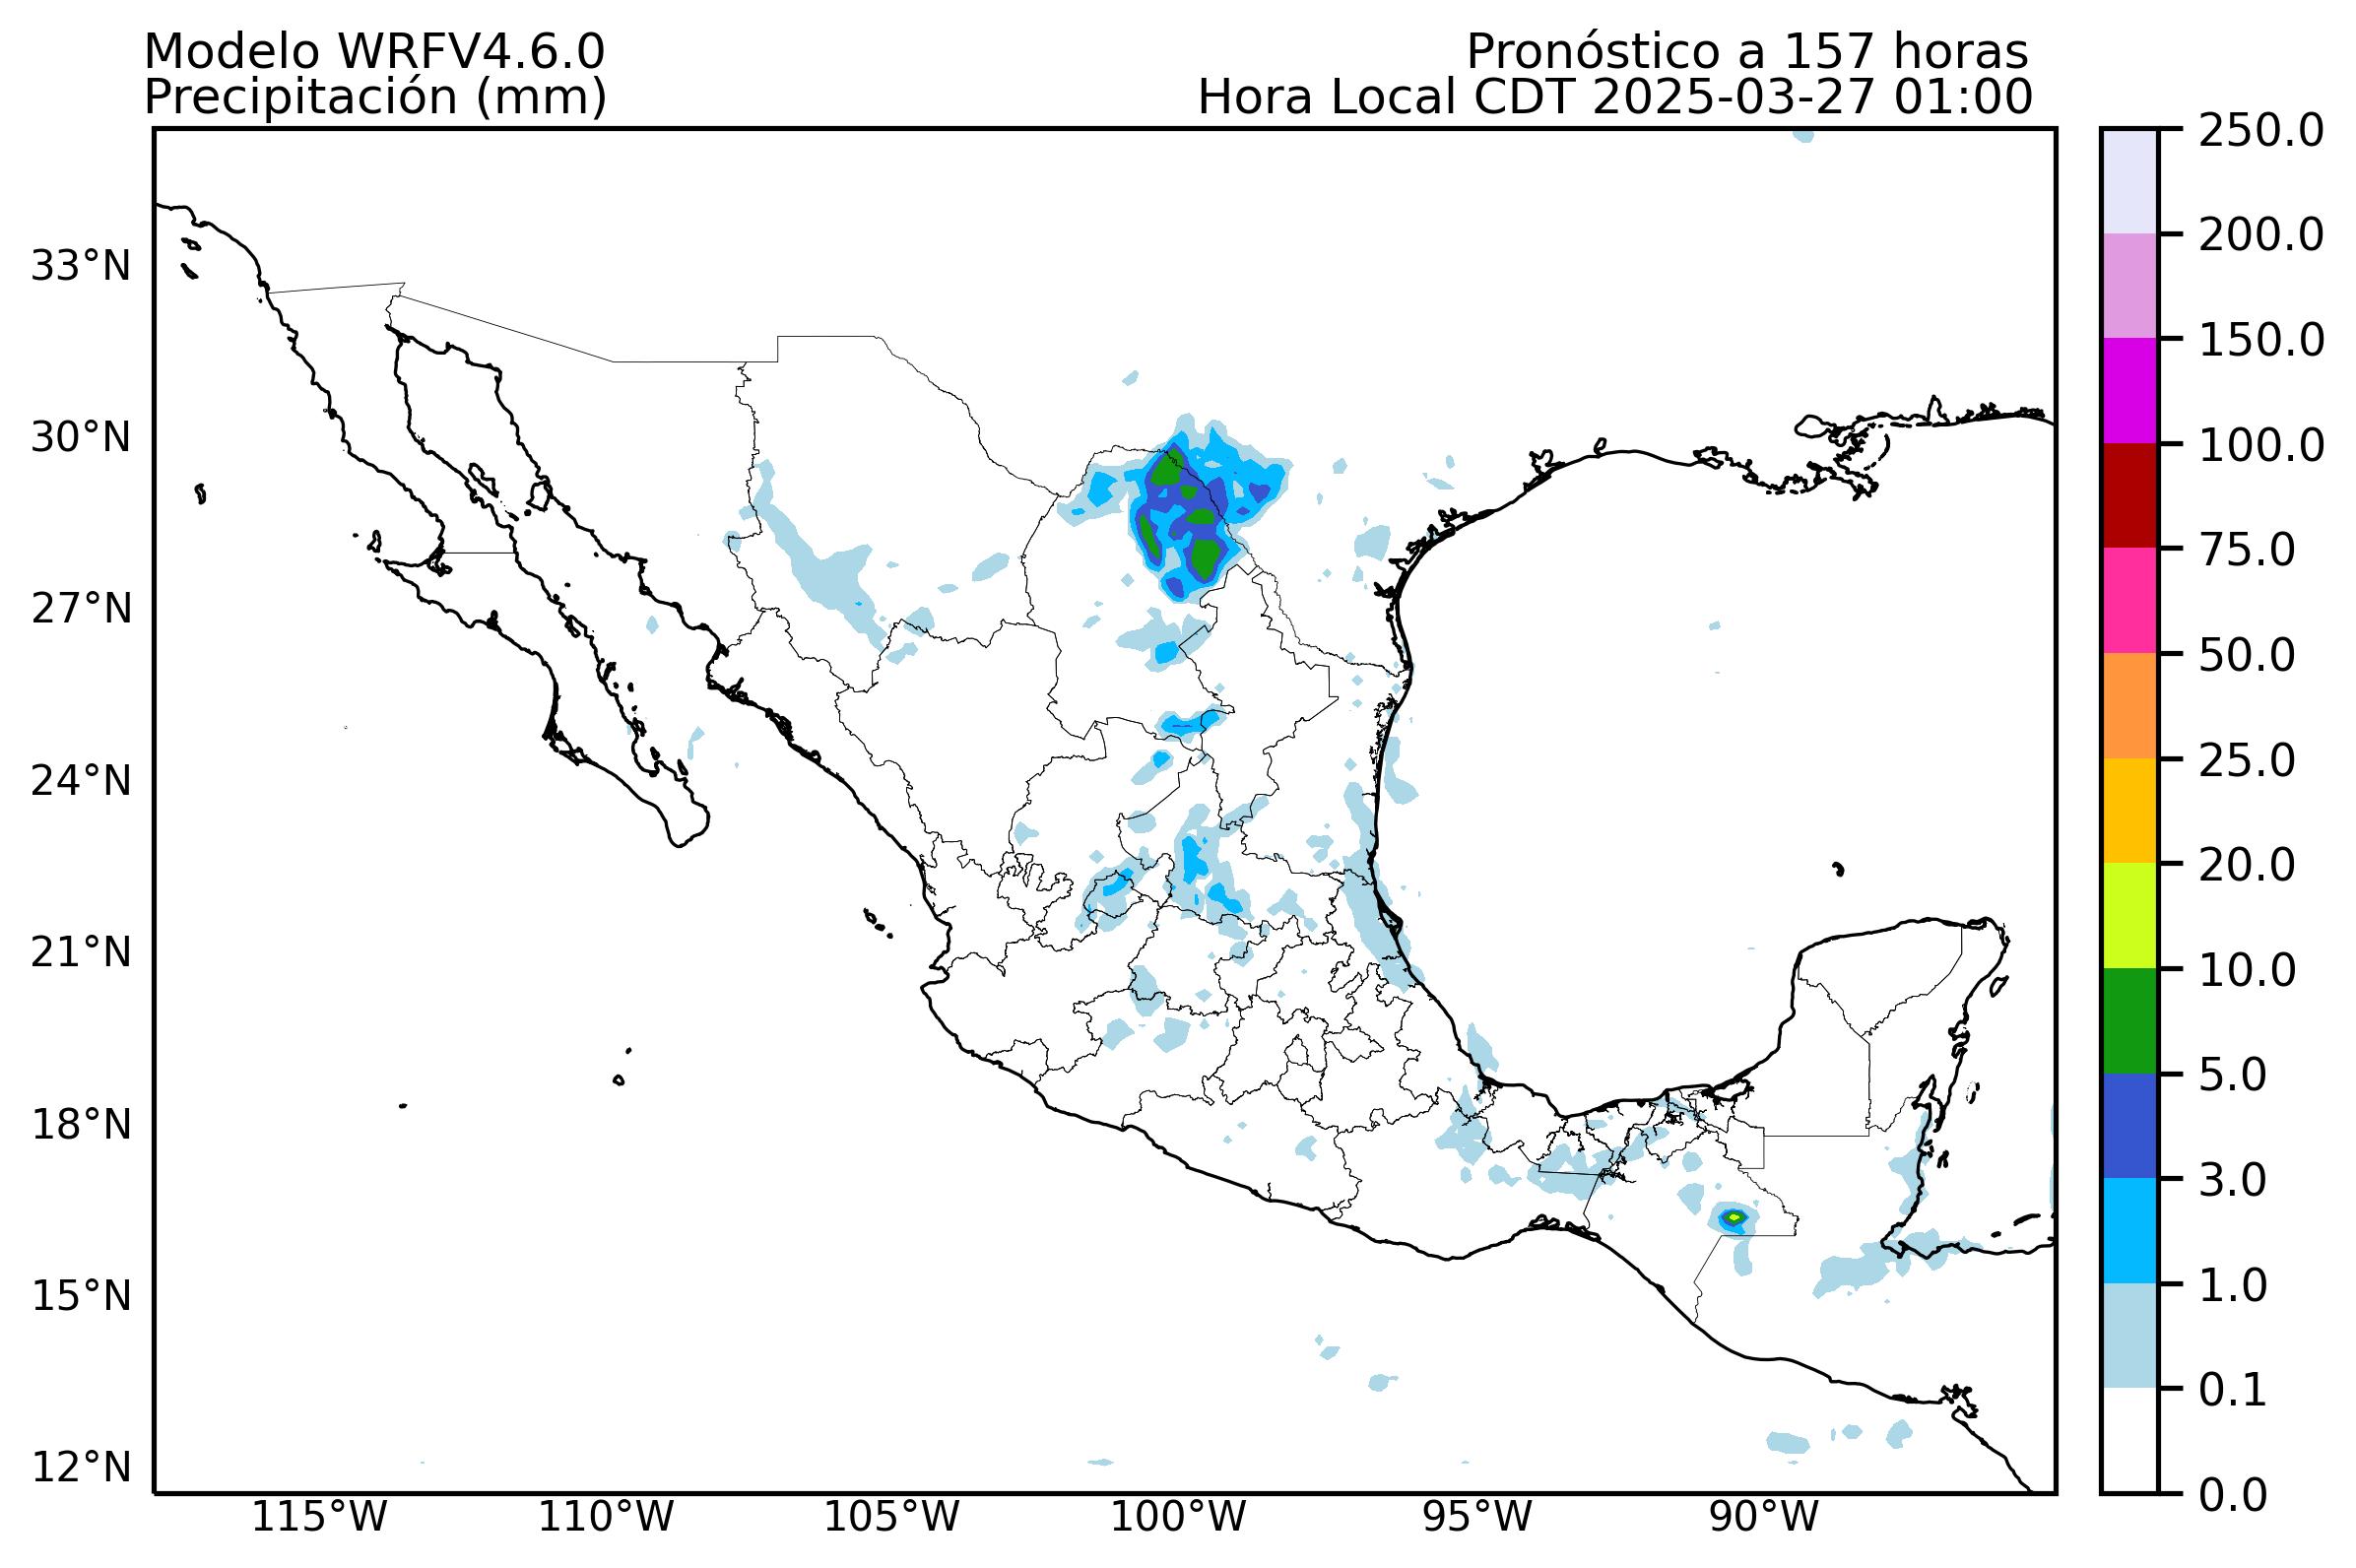 Modelo WRFV4.6.0
Precipitación (mm)
Pronóstico a 157 horas
Hora Local CDT 2025-03-27 01:00
33°N
30°N
27°N
24°N
21°N
18°N
15°N
12°N
115°W
110°W
105°W
100°W
95°W
90°W
250.0
200.0
150.0
100.0
75.0
50.0
25.0
20.0
10.0
5.0
3.0
1.0
0.1
0.0